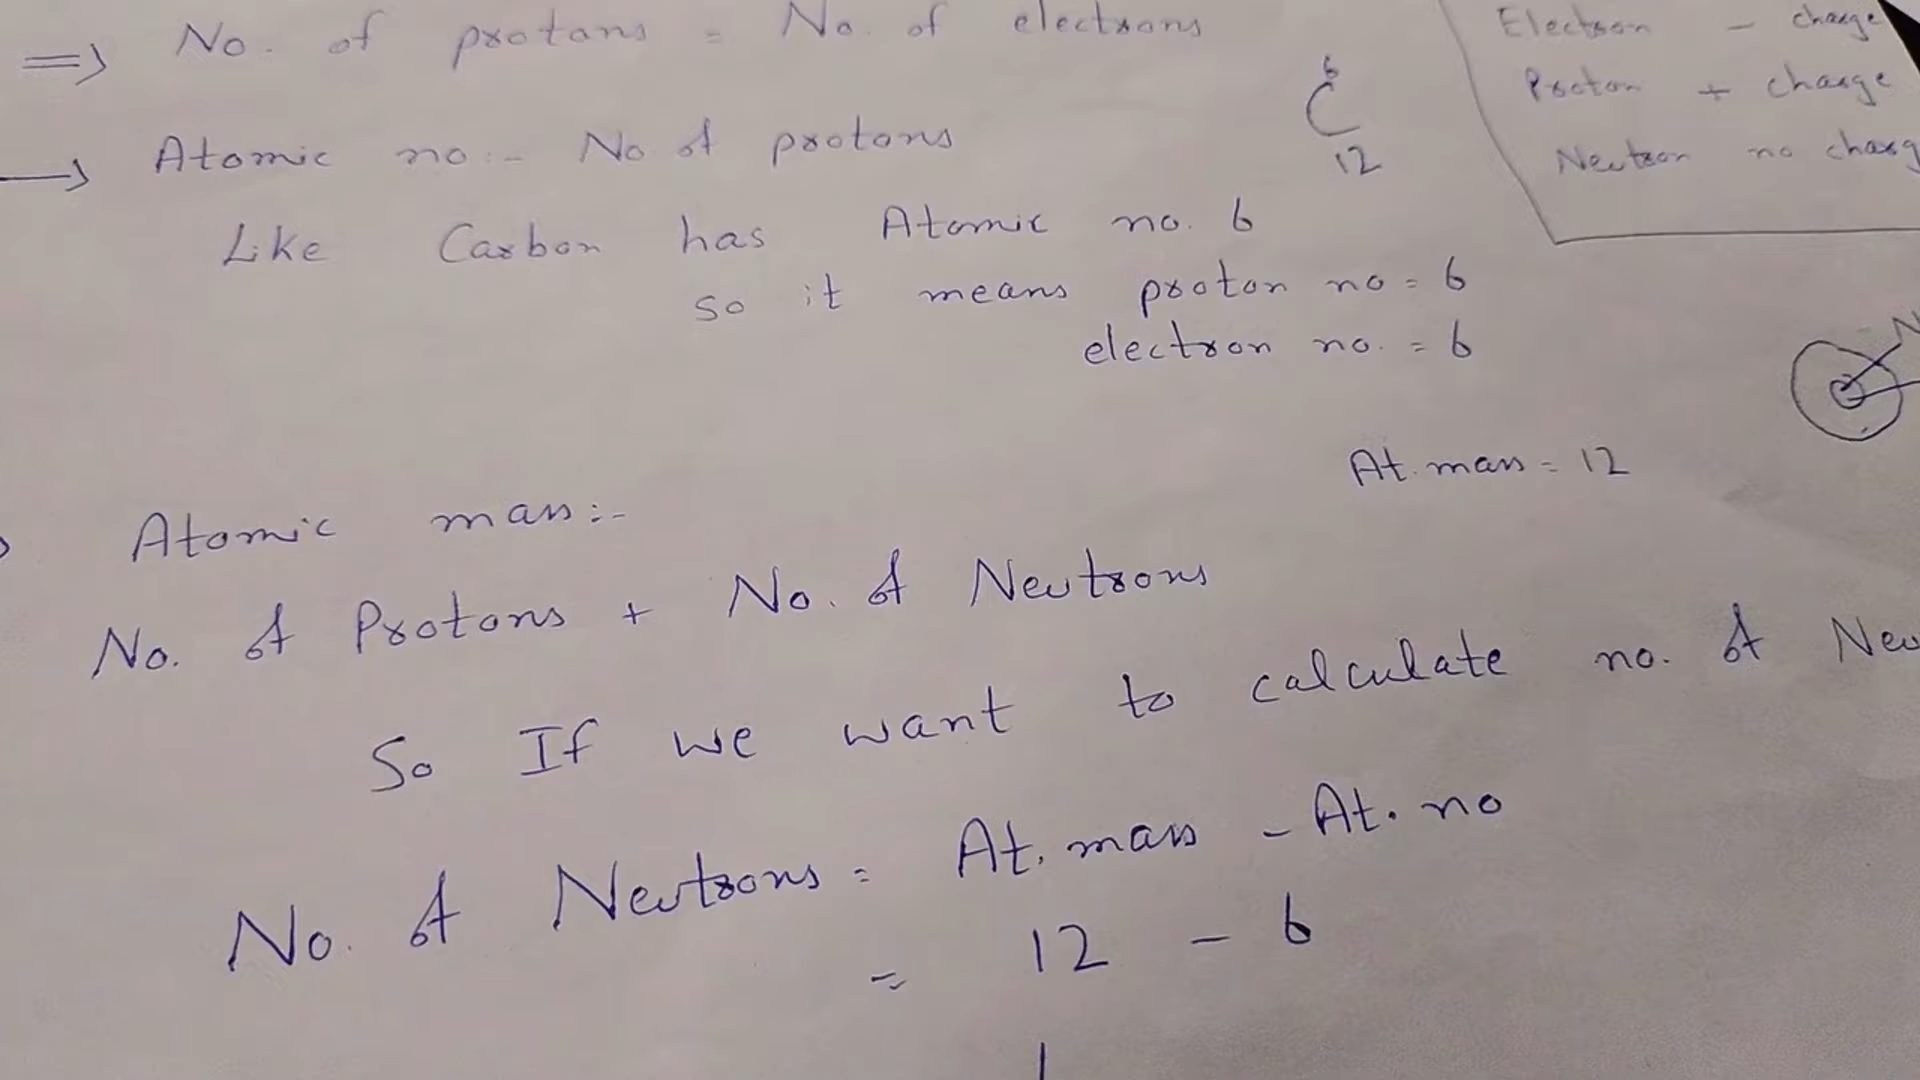 => No. of protons = No. of electrons
→ Atomic no:- No of protons
6
C
12
Electron - charge
Proton + charge
Neutron no
Like Carbon has Atomic no. 6
so it means proton no = 6
electron no. = 6
At. mass = 12
Atomic mass:-
No. of Protons + No. of Neutrons
So If we want to calculate no. of
No. of Neutrons = At. mass - At. no
= 12 - 6